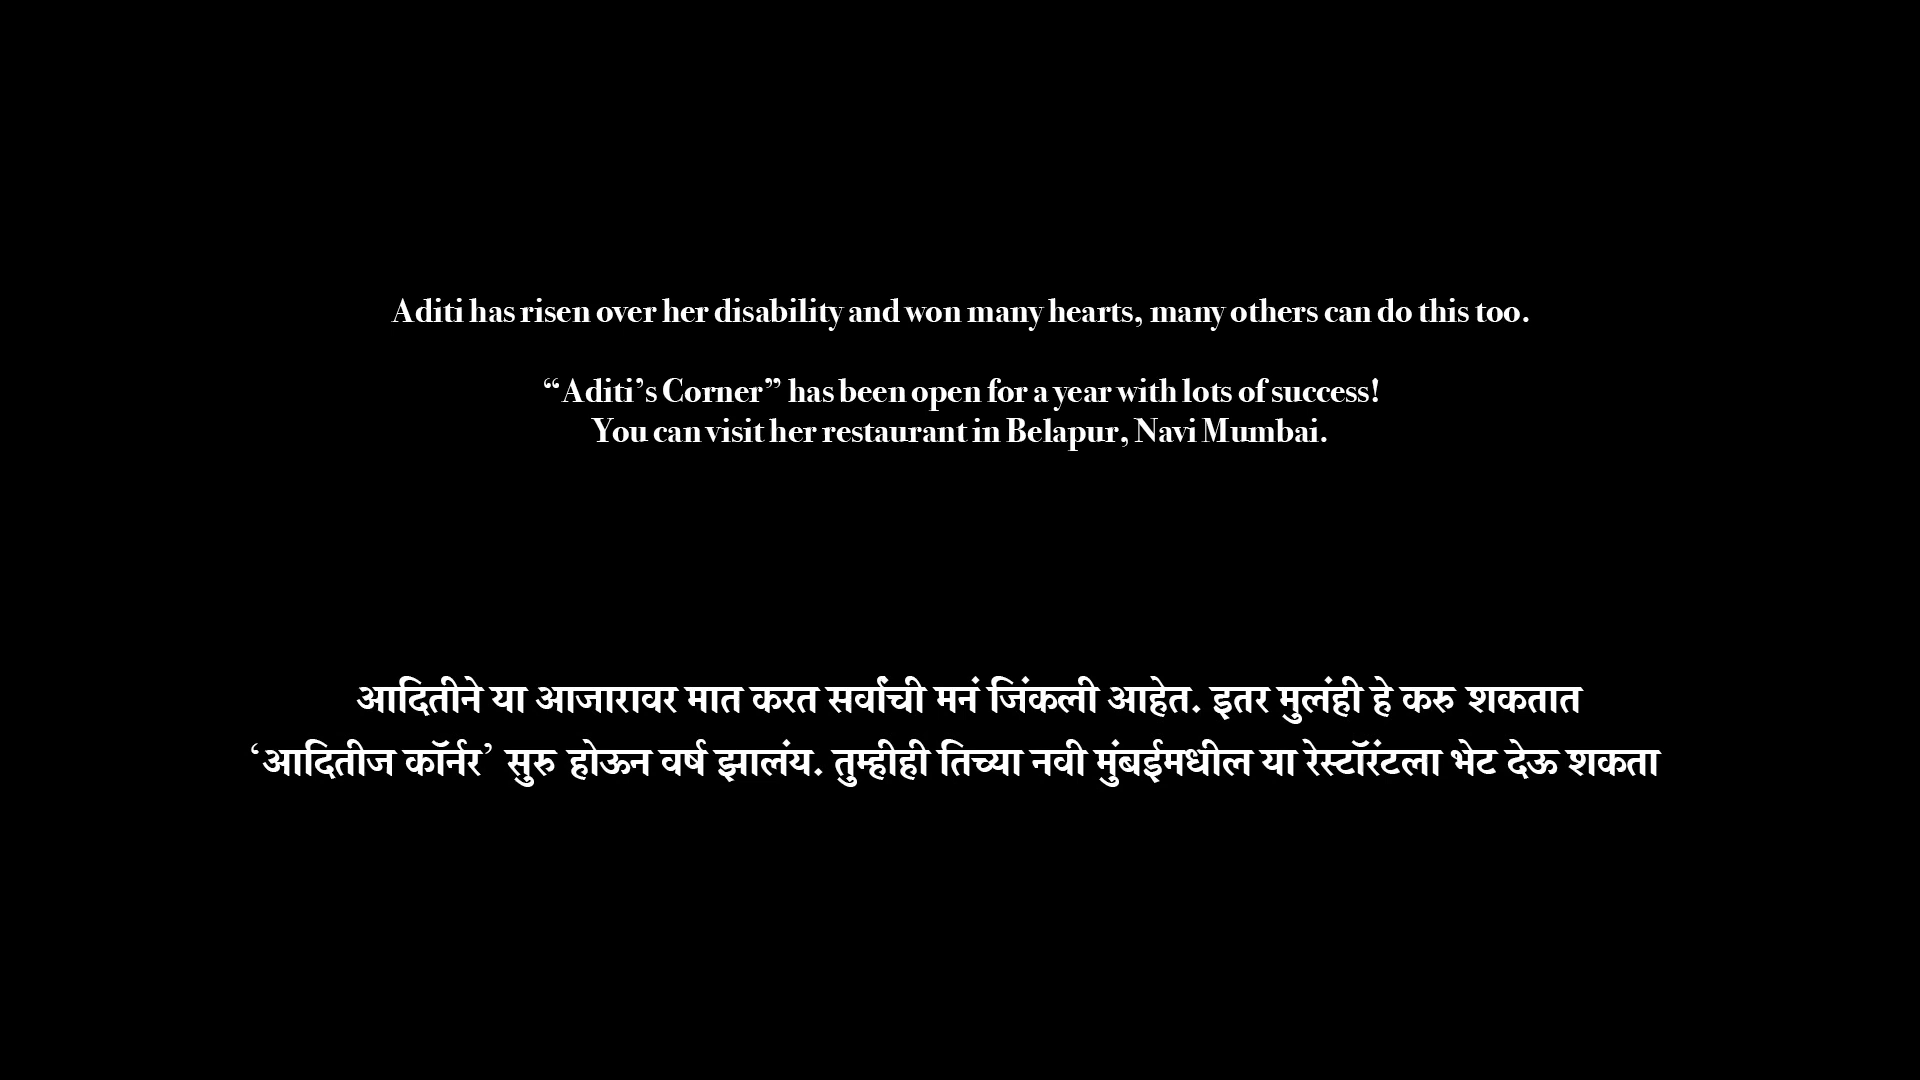 Aditi has risen over her disability and won many hearts, many others can do this too.
“Aditi’s Corner” has been open for a year with lots of success!
You can visit her restaurant in Belapur, Navi Mumbai.
आदितीने या आजारावर मात करत सर्वांची मनं जिंकली आहेत. इतर मुलंही हे करु शकतात
‘आदितीज कॉर्नर’ सुरु होऊन वर्ष झालंय. तुम्हीही तिच्या नवी मुंबईमधील या रेस्टॉरंटला भेट देऊ शकता